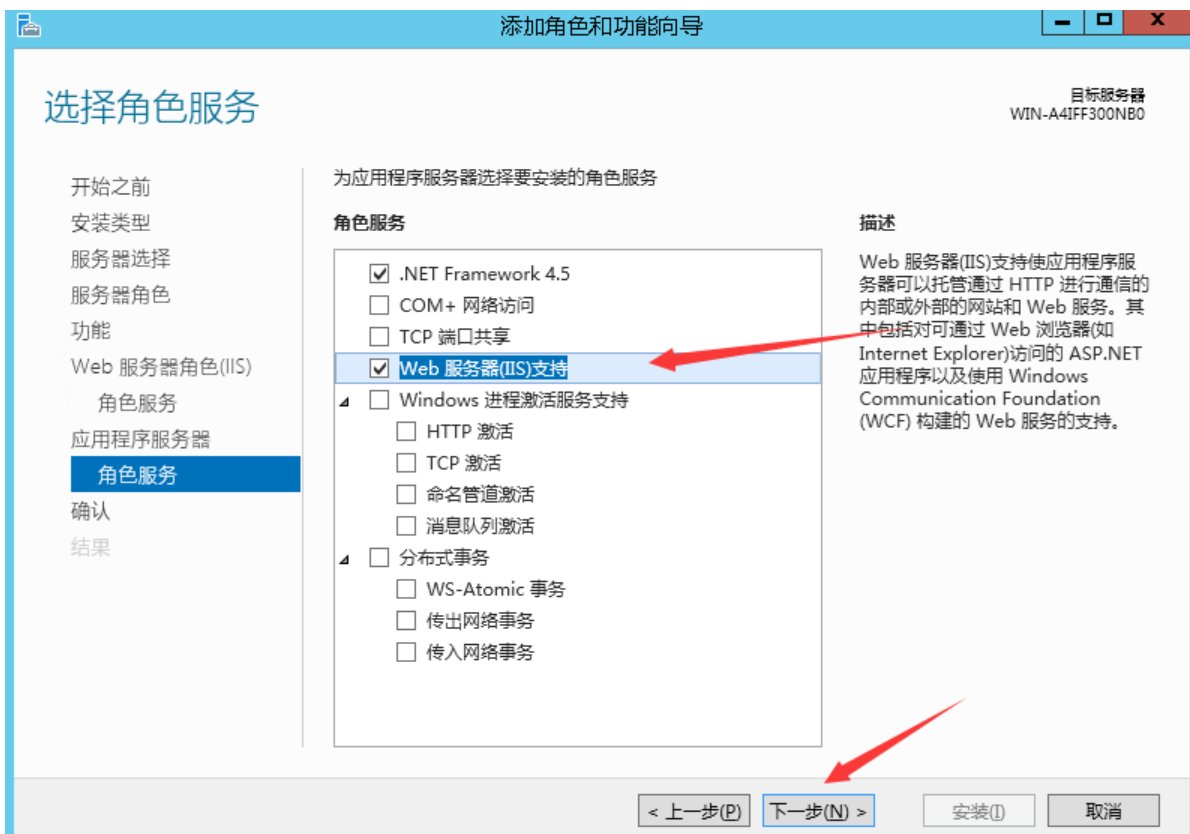 添加角色和功能向导
选择角色服务
目标服务器
WIN-A4IFF300NB0
开始之前
安装类型
服务器选择
服务器角色
功能
Web 服务器角色(IIS)
角色服务
应用程序服务器
角色服务
确认
结果
为应用程序服务器选择要安装的角色服务
角色服务
.NET Framework 4.5
COM+ 网络访问
TCP 端口共享
Web 服务器(IIS)支持
Windows 进程激活服务支持
HTTP 激活
TCP 激活
命名管道激活
消息队列激活
分布式事务
WS-Atomic 事务
传出网络事务
传入网络事务
描述
Web 服务器(IIS)支持使应用程序服
务器可以托管通过 HTTP 进行通信的
内部或外部的网站和 Web 服务。其
中包括对可通过 Web 浏览器(如
Internet Explorer)访问的 ASP.NET
应用程序以及使用 Windows
Communication Foundation
(WCF) 构建的 Web 服务的支持。
< 上一步(P)
下一步(N) >
安装(I)
取消